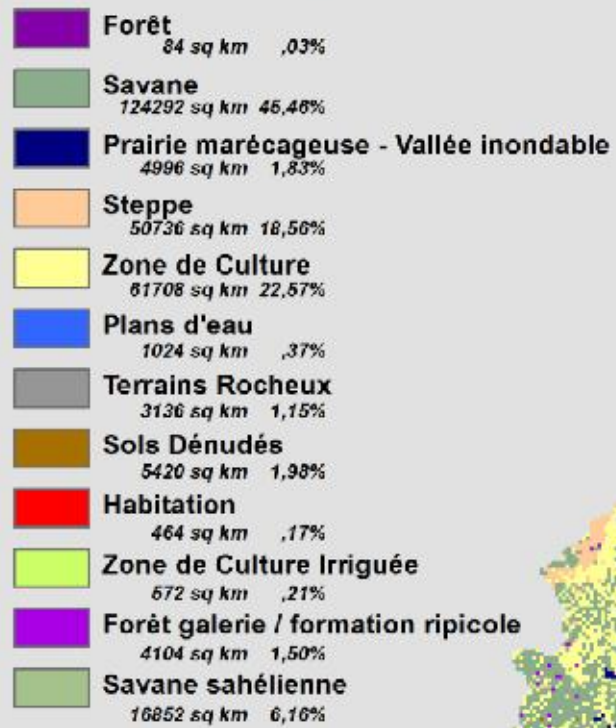 Forêt
84 sq km ,03%
Savane
124292 sq km 45,46%
Prairie marécageuse - Vallée inondable
4996 sq km 1,83%
Steppe
50736 sq km 18,56%
Zone de Culture
61708 sq km 22,57%
Plans d'eau
1024 sq km ,37%
Terrains Rocheux
3136 sq km 1,15%
Sols Dénudés
5420 sq km 1,98%
Habitation
464 sq km ,17%
Zone de Culture Irriguée
572 sq km ,21%
Forêt galerie / formation ripicole
4104 sq km 1,50%
Savane sahélienne
16852 sq km 6,16%